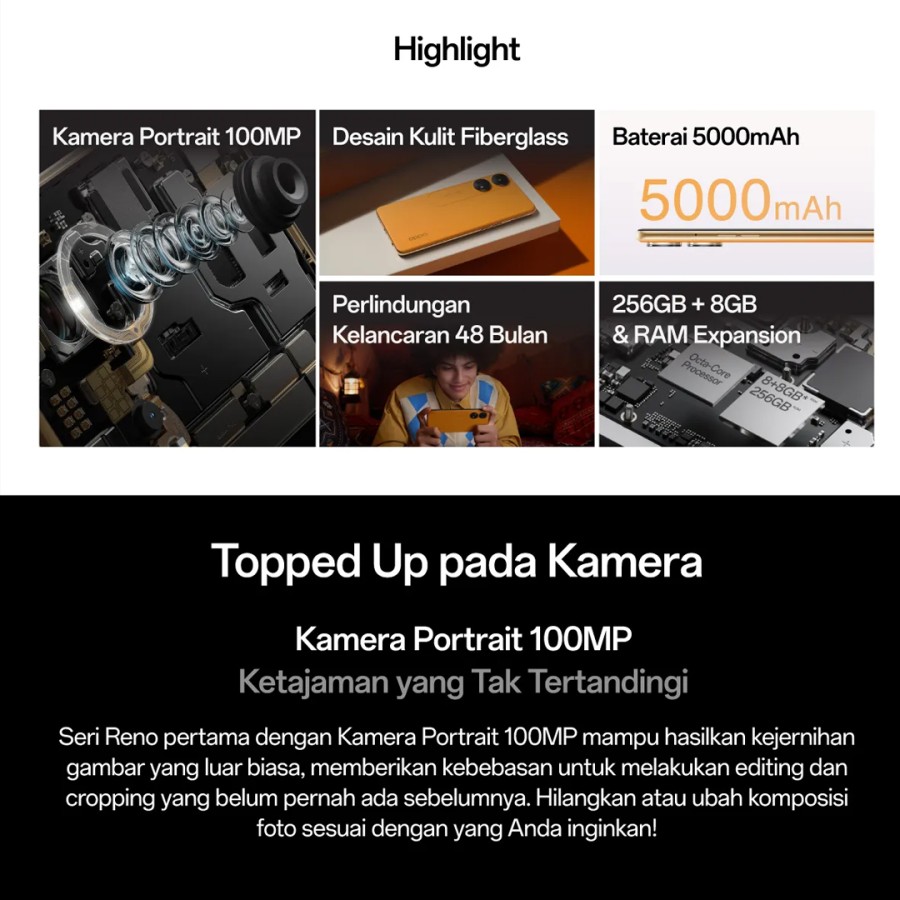 Highlight
Kamera Portrait 100MP
Desain Kulit Fiberglass
Baterai 5000mAh
5000mAh
Perlindungan
Kelancaran 48 Bulan
256GB + 8GB
& RAM Expansion
Octa-Core
Processor
8+8GB*
256GB
Topped Up pada Kamera
Kamera Portrait 100MP
Ketajaman yang Tak Tertandingi
Seri Reno pertama dengan Kamera Portrait 100MP mampu hasilkan kejernihan
gambar yang luar biasa, memberikan kebebasan untuk melakukan editing dan
cropping yang belum pernah ada sebelumnya. Hilangkan atau ubah komposisi
foto sesuai dengan yang Anda inginkan!